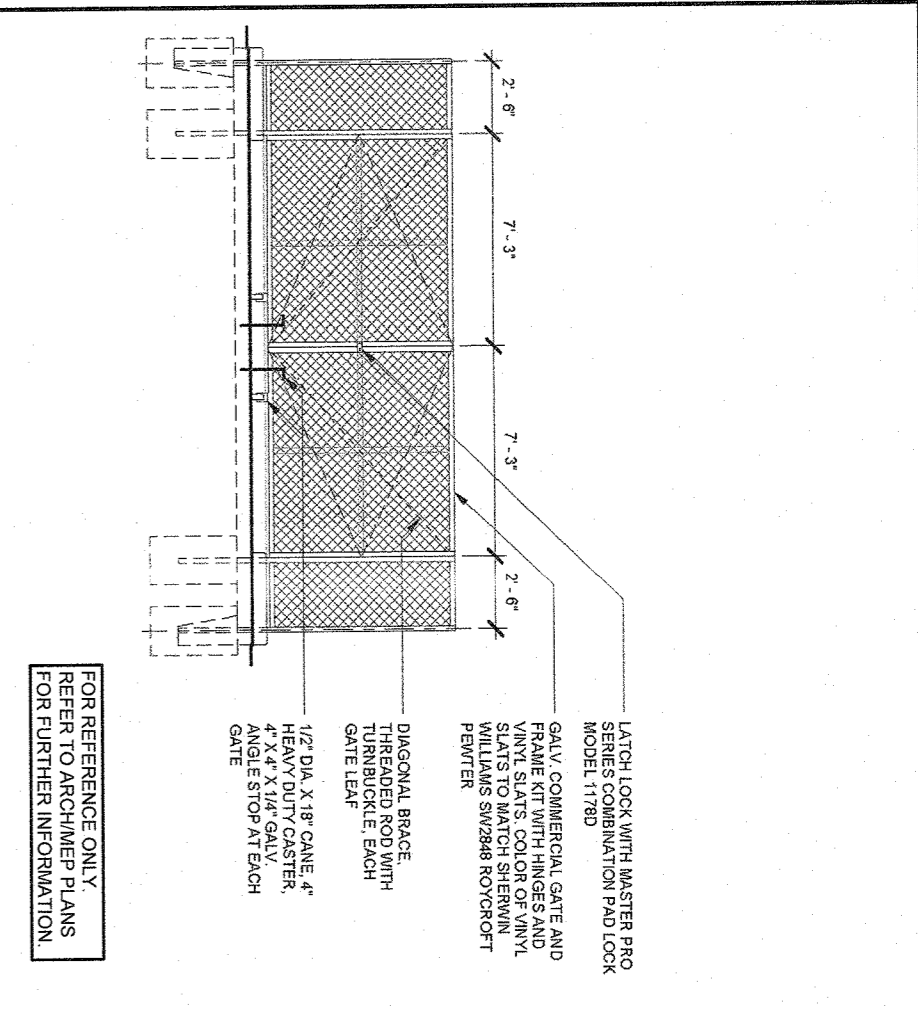 2' - 6"
7' - 3"
7' - 3"
2' - 6"
LATCH LOCK WITH MASTER PRO
SERIES COMBINATION PAD LOCK
MODEL 1178D
GALV. COMMERCIAL GATE AND
FRAME KIT WITH HINGES AND
VINYL SLATS. COLOR OF VINYL
SLATS TO MATCH SHERWIN
WILLIAMS SW2848 ROYCROFT
PEWTER
DIAGONAL BRACE,
THREADED ROD WITH
TURNBUCKLE, EACH
GATE LEAF
1/2" DIA. X 18" CANE, 4"
HEAVY DUTY CASTER,
4" X 4" X 1/4" GALV.
ANGLE STOP AT EACH
GATE
FOR REFERENCE ONLY.
REFER TO ARCH/MEP PLANS
FOR FURTHER INFORMATION.